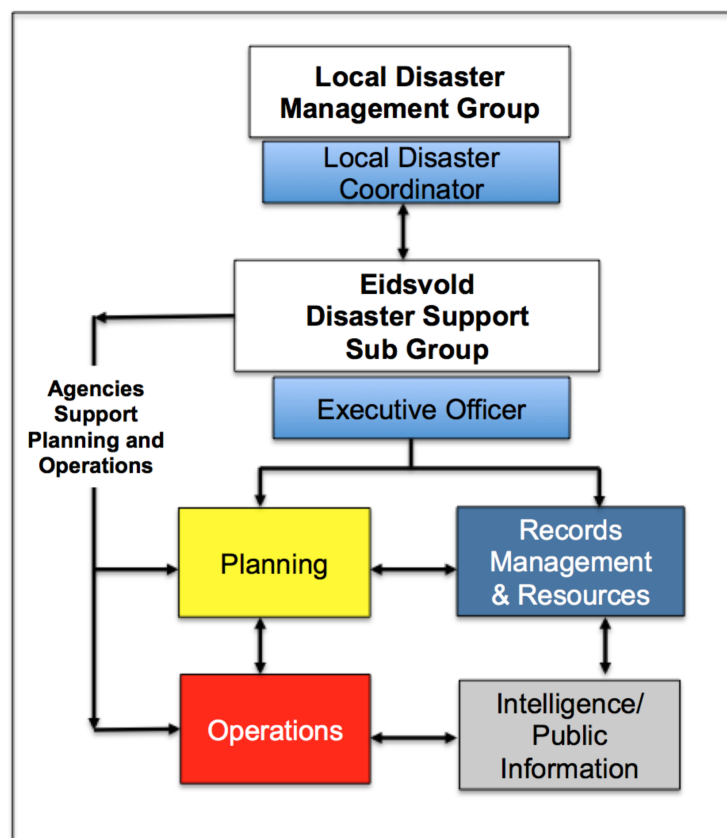 Local Disaster
Management Group
Local Disaster
Coordinator
Eidsvold
Disaster Support
Sub Group
Executive Officer
Agencies
Support
Planning and
Operations
Planning
Records
Management
& Resources
Operations
Intelligence/
Public
Information